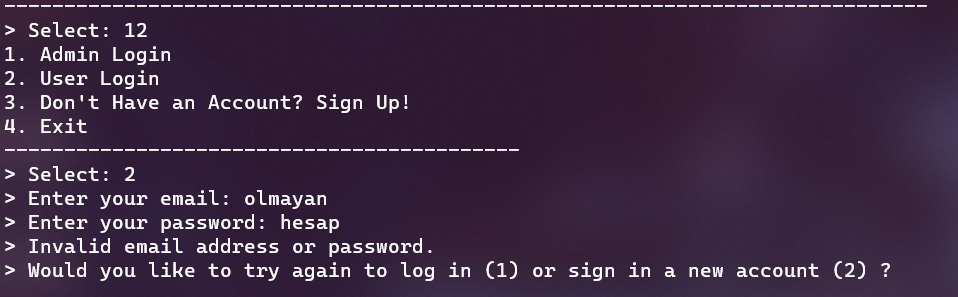 --------------------------------------------------------------------------------
> Select: 12
1. Admin Login
2. User Login
3. Don't Have an Account? Sign Up!
4. Exit
-------------------------------------------
> Select: 2
> Enter your email: olmayan
> Enter your password: hesap
> Invalid email address or password.
> Would you like to try again to log in (1) or sign in a new account (2) ?